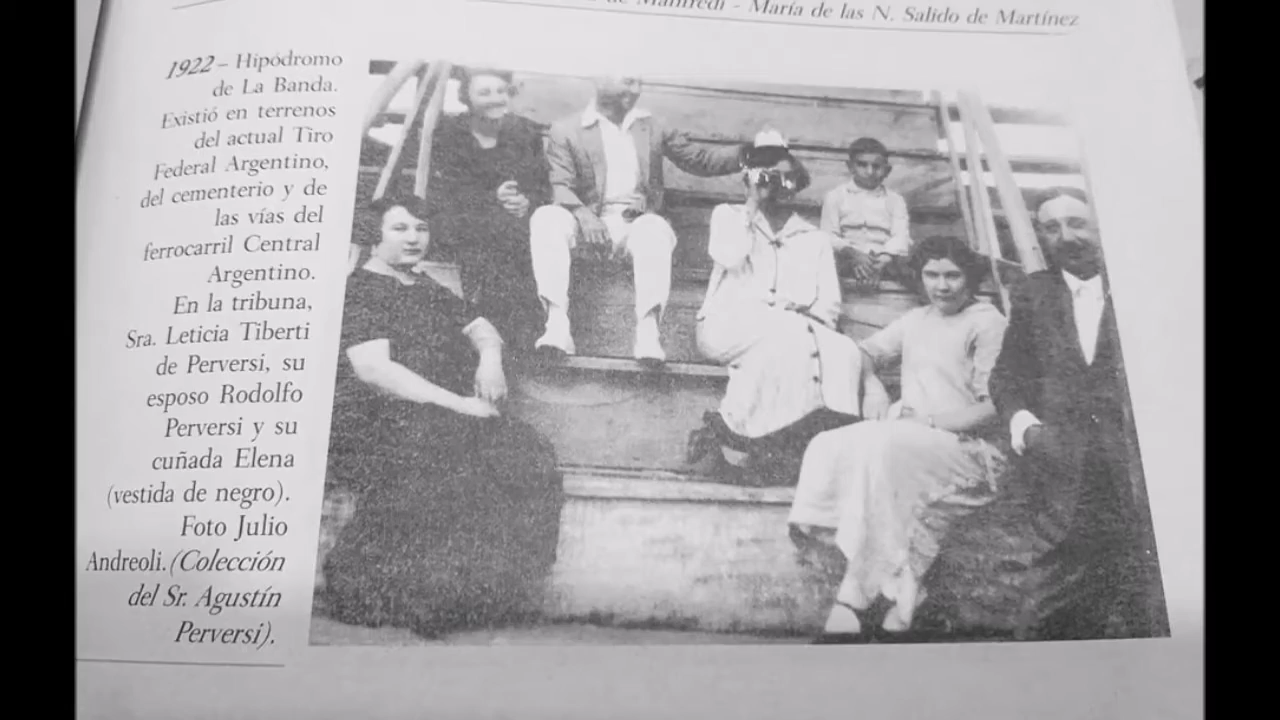 de Manfredi - María de las N. Salido de Martínez
1922 – Hipódromo
de La Banda.
Existió en terrenos
del actual Tiro
Federal Argentino,
del cementerio y de
las vías del
ferrocarril Central
Argentino.
En la tribuna,
Sra. Leticia Tiberti
de Perversi, su
esposo Rodolfo
Perversi y su
cuñada Elena
(vestida de negro).
Foto Julio
Andreoli. (Colección
del Sr. Agustín
Perversi).